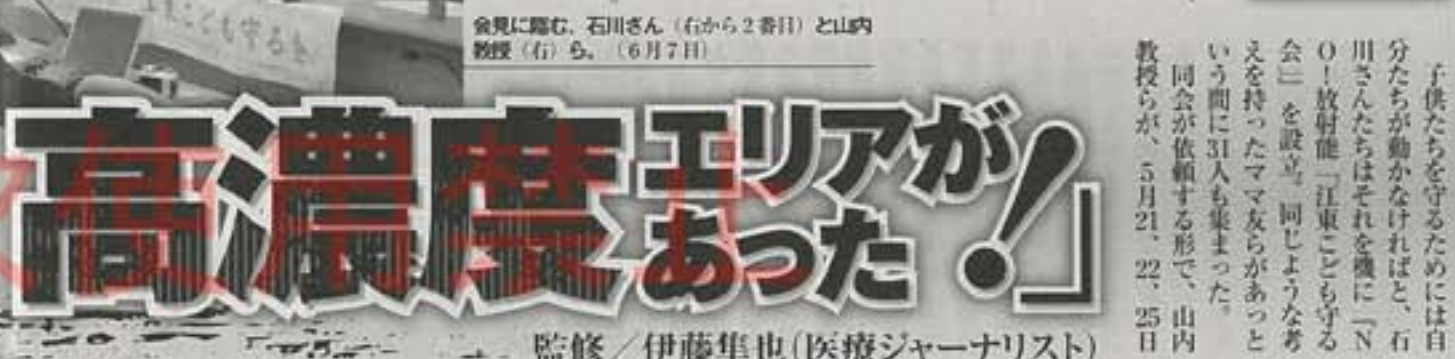 会見に臨む、石川さん（右から2番目）と山内
教授（右）ら。（6月7日）
高濃度エリアが
あった!」
監修／伊藤隼也（医療ジャーナリスト）
子供たちを守るためには自
分たちが動かなければと、石
川さんたちはそれを機に「N
O！放射能『江東こども守る
会』」を設立。同じような考
えを持ったママ友らがあっと
いう間に31人も集まった。
同会が依頼する形で、山内
教授らが、5月21、22、25日